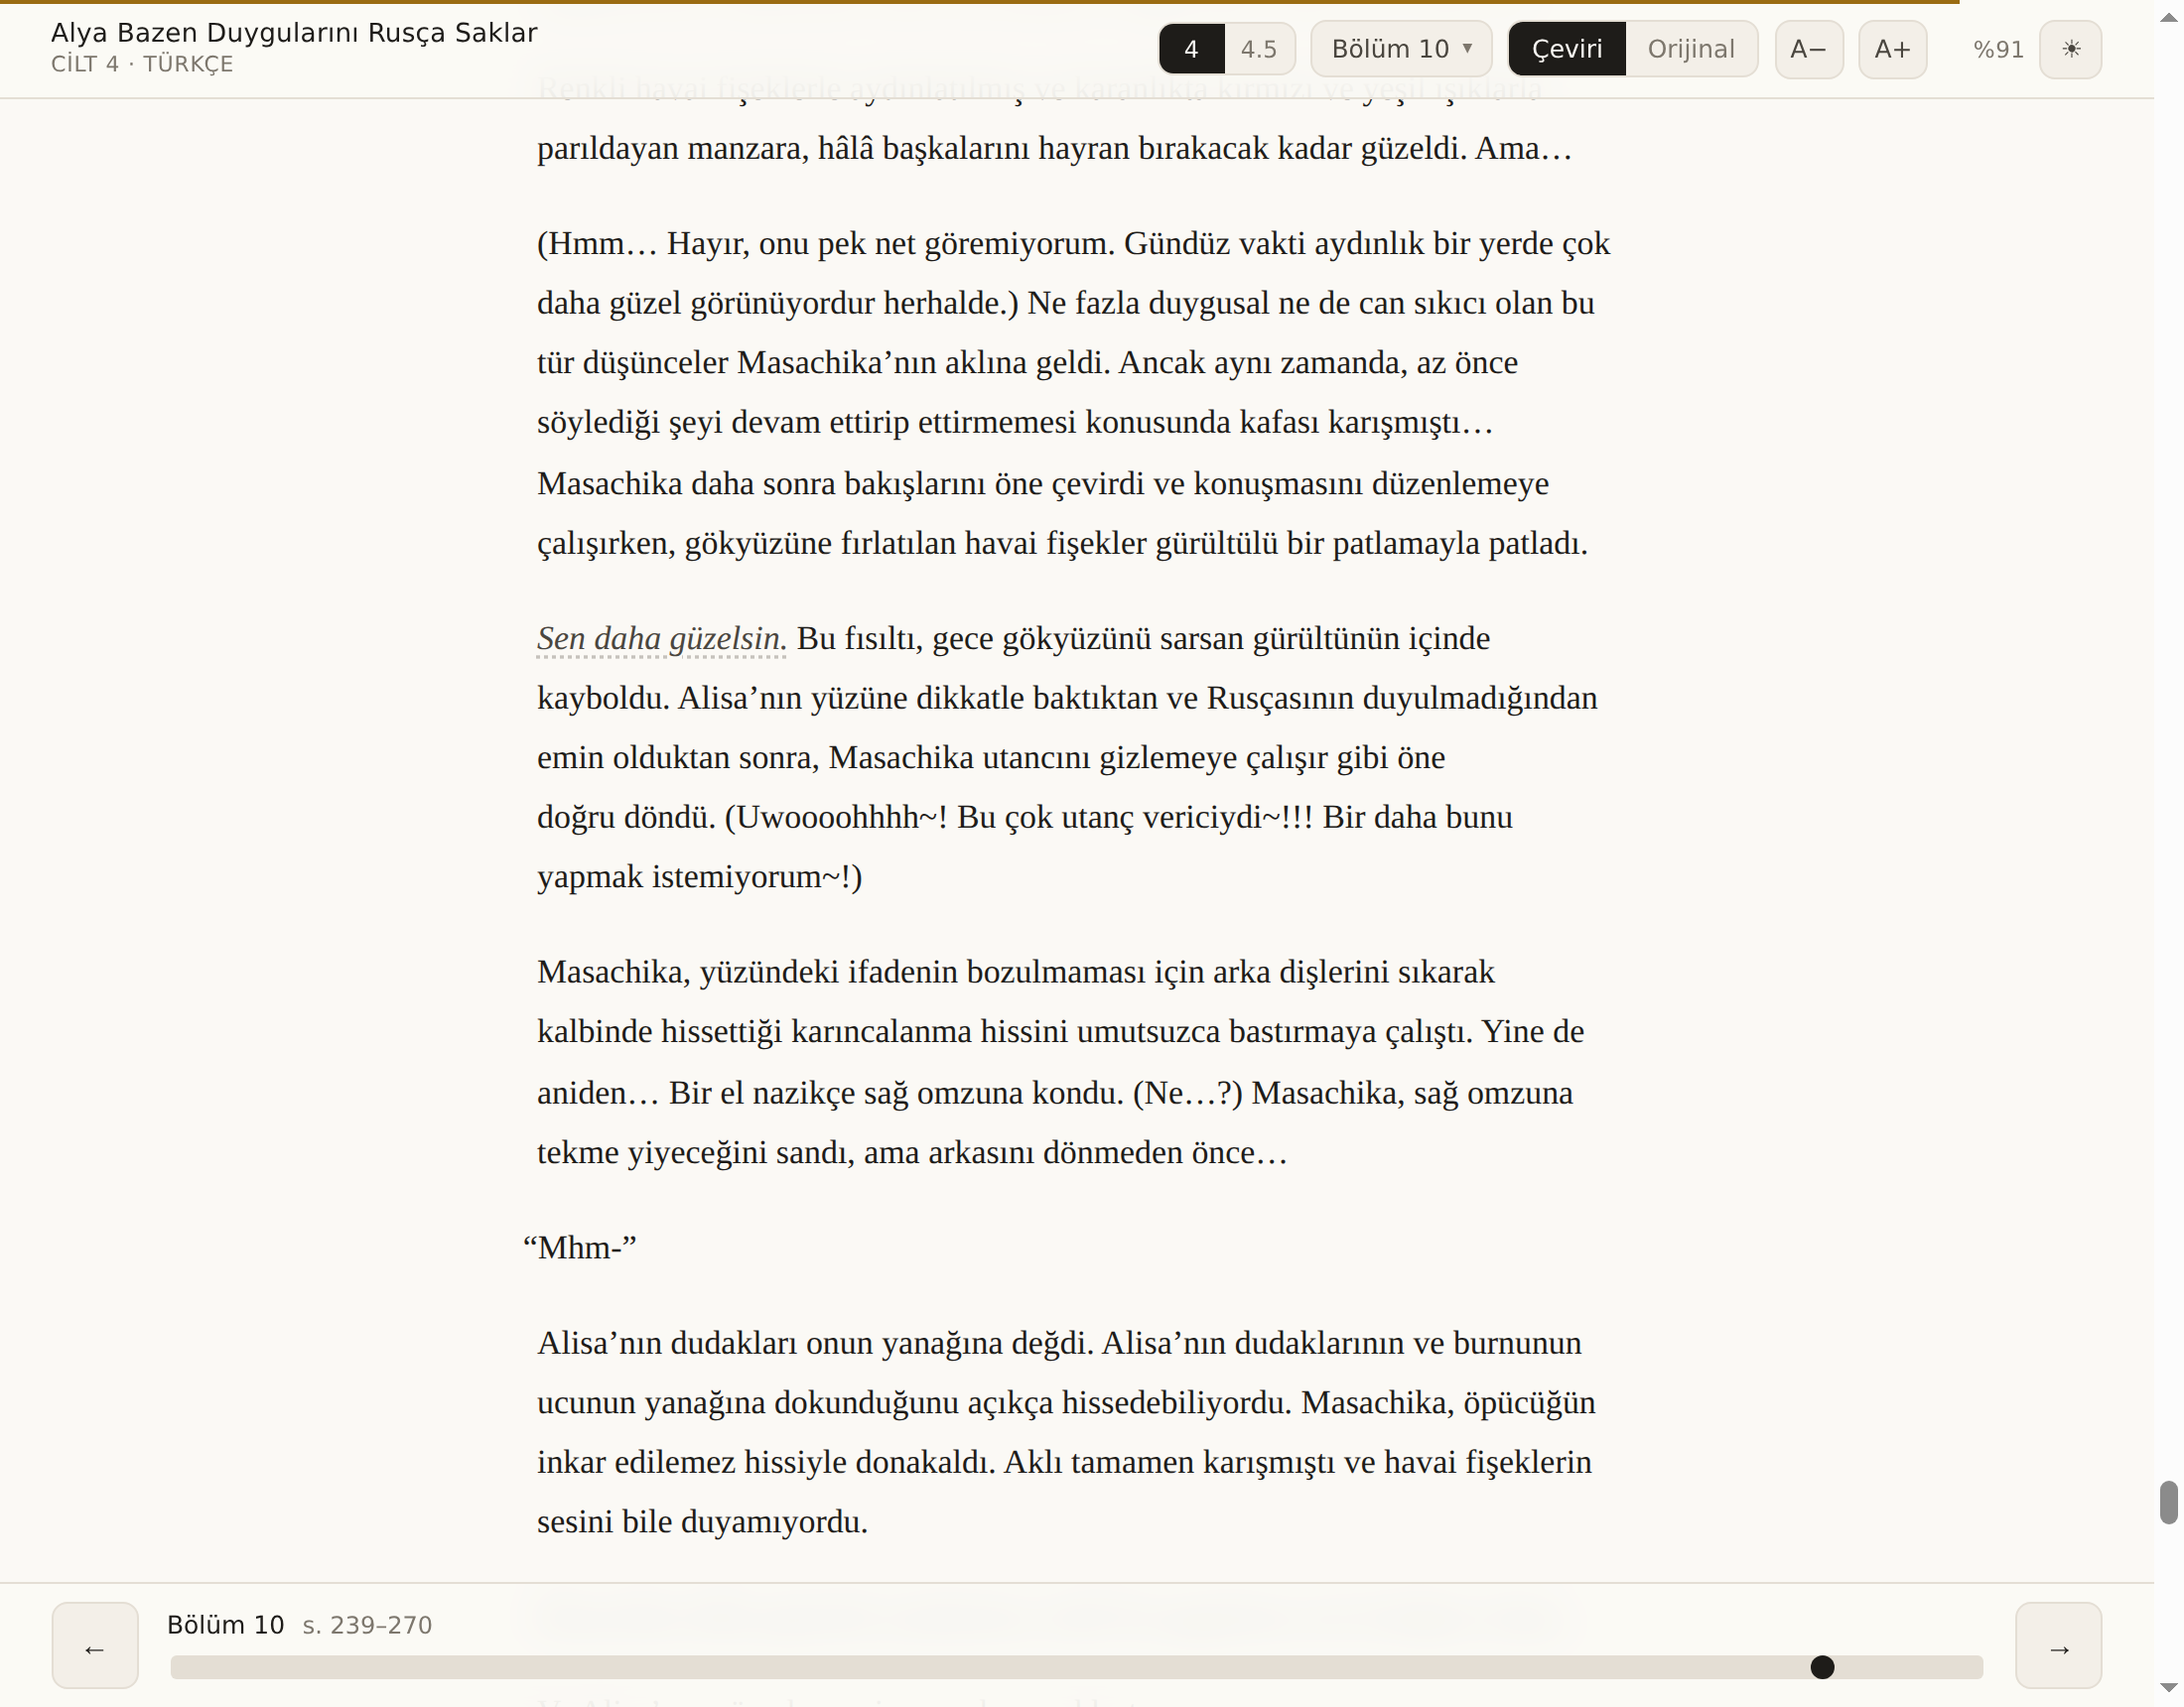 Alya Bazen Duygularını Rusça Saklar
CİLT 4 · TÜRKÇE
4
4.5
Bölüm 10 ▼
Çeviri
Orijinal
A−
A+
%91
☀
Renkli havai fişeklerle aydınlatılmış ve karanlıkta kırmızı ve yeşil ışıklarla
parıldayan manzara, hâlâ başkalarını hayran bırakacak kadar güzeldi. Ama…
(Hmm… Hayır, onu pek net göremiyorum. Gündüz vakti aydınlık bir yerde çok
daha güzel görünüyordur herhalde.) Ne fazla duygusal ne de can sıkıcı olan bu
tür düşünceler Masachika’nın aklına geldi. Ancak aynı zamanda, az önce
söylediği şeyi devam ettirip ettirmemesi konusunda kafası karışmıştı…
Masachika daha sonra bakışlarını öne çevirdi ve konuşmasını düzenlemeye
çalışırken, gökyüzüne fırlatılan havai fişekler gürültülü bir patlamayla patladı.
Sen daha güzelsin. Bu fısıltı, gece gökyüzünü sarsan gürültünün içinde
kayboldu. Alisa’nın yüzüne dikkatle baktıktan ve Rusçasının duyulmadığından
emin olduktan sonra, Masachika utancını gizlemeye çalışır gibi öne
doğru döndü. (Uwoooohhhh~! Bu çok utanç vericiydi~!!! Bir daha bunu
yapmak istemiyorum~!)
Masachika, yüzündeki ifadenin bozulmaması için arka dişlerini sıkarak
kalbinde hissettiği karıncalanma hissini umutsuzca bastırmaya çalıştı. Yine de
aniden… Bir el nazikçe sağ omzuna kondu. (Ne…?) Masachika, sağ omzuna
tekme yiyeceğini sandı, ama arkasını dönmeden önce…
“Mhm-”
Alisa’nın dudakları onun yanağına değdi. Alisa’nın dudaklarının ve burnunun
ucunun yanağına dokunduğunu açıkça hissedebiliyordu. Masachika, öpücüğün
inkar edilemez hissiyle donakaldı. Aklı tamamen karışmıştı ve havai fişeklerin
sesini bile duyamıyordu.
←
Bölüm 10 s. 239–270
→